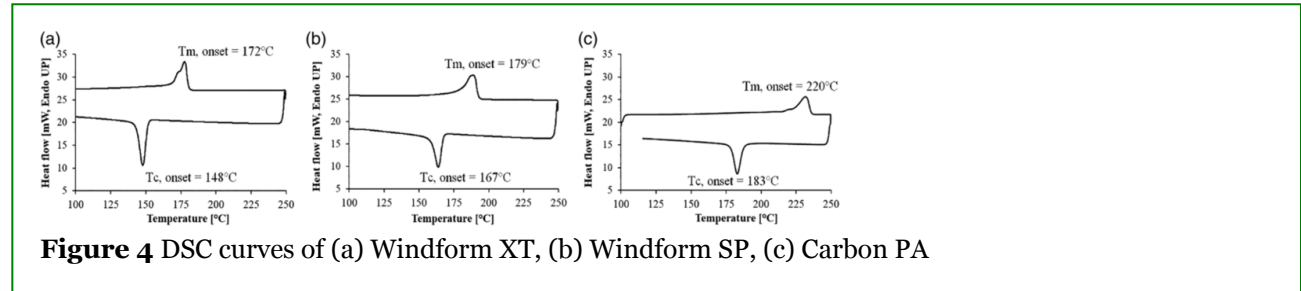 (a)
Tm, onset = 172°C
Heat flow [mW, Endo UP]
35
30
25
20
15
10
5
Tc, onset = 148°C
100 125 150 175 200 225 250
Temperature [°C]
(b)
Tm, onset = 179°C
Heat flow [mW, Endo UP]
35
30
25
20
15
10
5
Tc, onset = 167°C
100 125 150 175 200 225 250
Temperature [°C]
(c)
Tm, onset = 220°C
Heat flow [mW, Endo UP]
35
30
25
20
15
10
5
Tc, onset = 183°C
100 125 150 175 200 225 250
Temperature [°C]
Figure 4 DSC curves of (a) Windform XT, (b) Windform SP, (c) Carbon PA